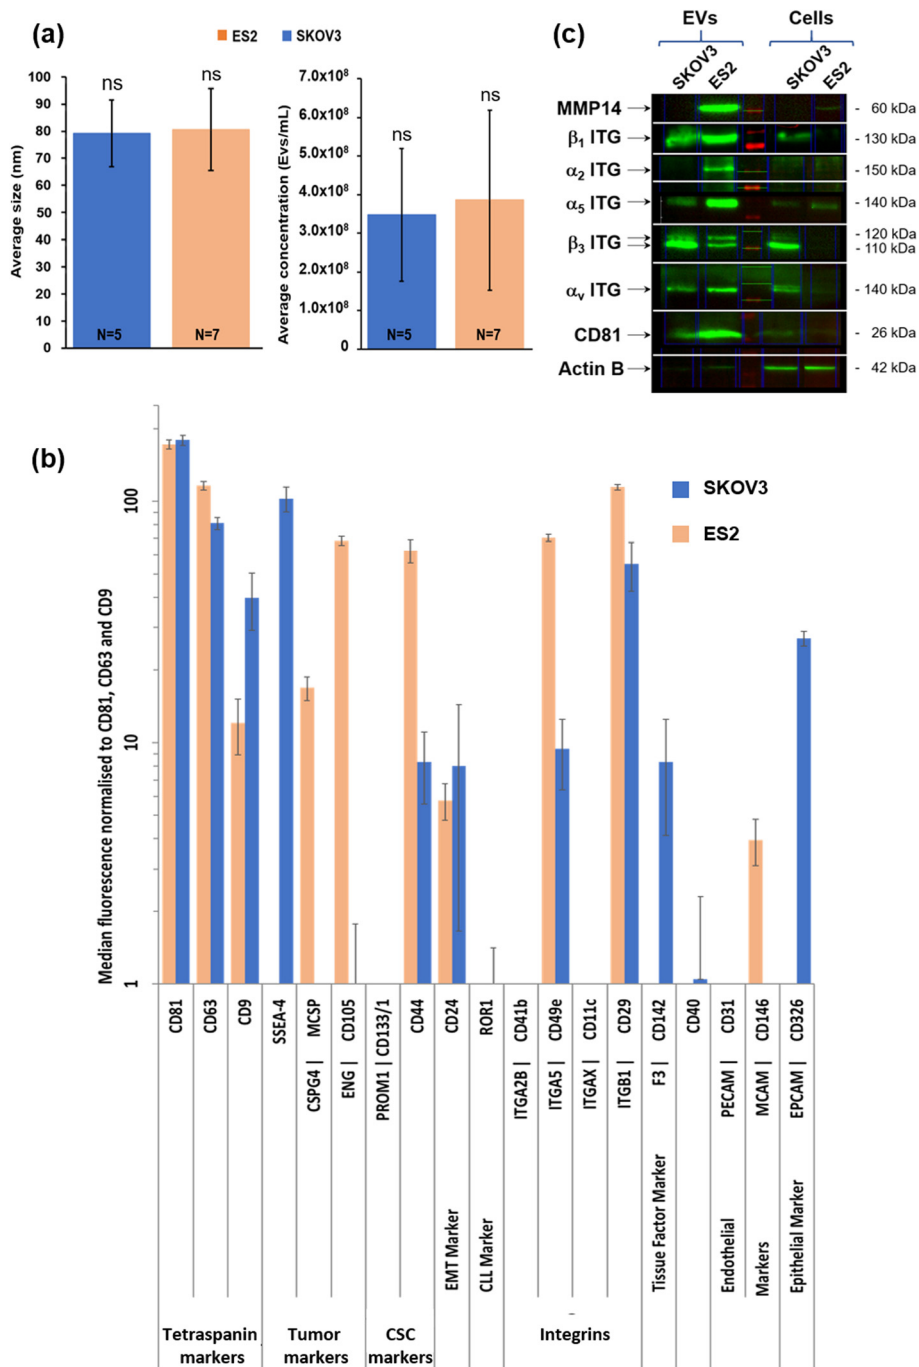 (a)
ES2 SKOV3
Average size (nm)
100
90
80
70
60
50
40
30
20
10
0
ns
ns
N=5
N=7
Average concentration (Evs/mL)
7.0x10⁸
6.0x10⁸
5.0x10⁸
4.0x10⁸
3.0x10⁸
2.0x10⁸
1.0x10⁸
0
ns
ns
N=5
N=7
(c)
EVs Cells
SKOV3 ES2 SKOV3 ES2
MMP14 - 60 kDa
β₁ ITG - 130 kDa
α₂ ITG - 150 kDa
α₅ ITG - 140 kDa
β₃ ITG - 120 kDa
- 110 kDa
αᵥ ITG - 140 kDa
CD81 - 26 kDa
Actin B - 42 kDa
(b)
SKOV3
ES2
Median fluorescence normalised to CD81, CD63 and CD9
100
10
1
CD81
CD63
CD9
SSEA-4
CSPG4 | MCSP
ENG | CD105
PROM1 | CD133/1
CD44
CD24
ROR1
ITGA2B | CD41b
ITGA5 | CD49e
ITGAX | CD11c
ITGB1 | CD29
F3 | CD142
CD40
PECAM | CD31
MCAM | CD146
EPCAM | CD326
EMT Marker
CLL Marker
Tissue Factor Marker
Endothelial
Markers
Epithelial Marker
Tetraspanin
markers
Tumor
markers
CSC
markers
Integrins